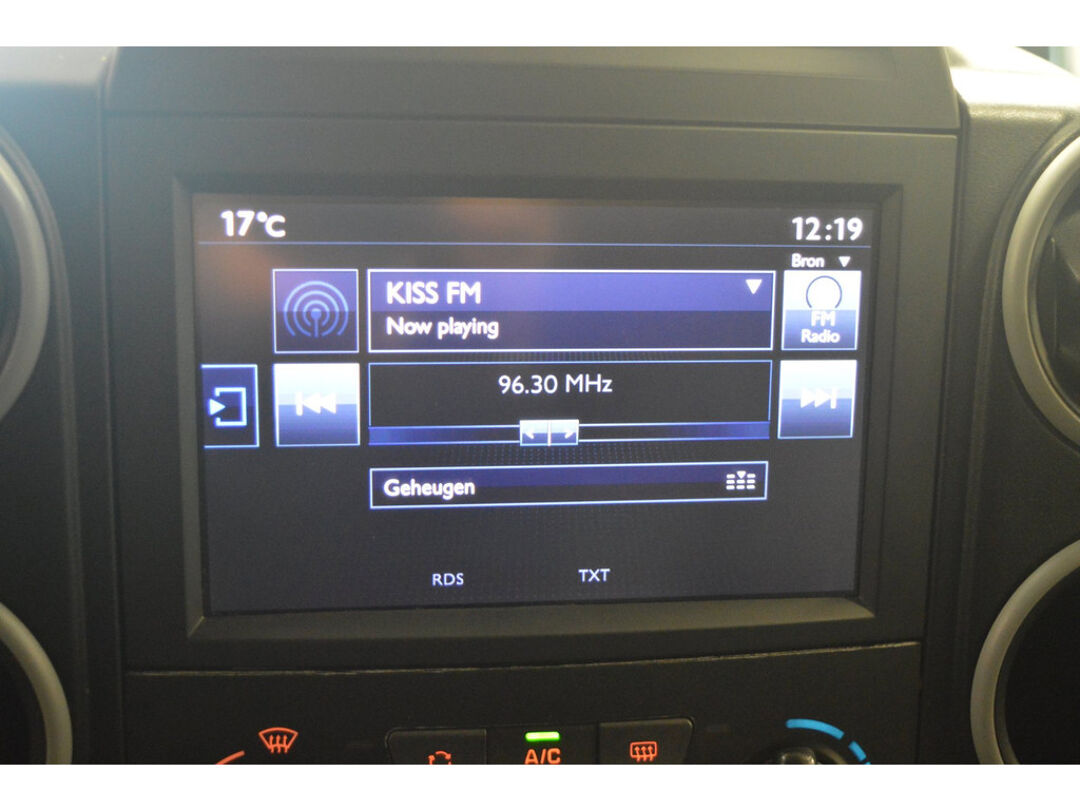 17°C
12:19
Bron
KISS FM
Now playing
FM
Radio
96.30 MHz
Geheugen
RDS
TXT
A/C